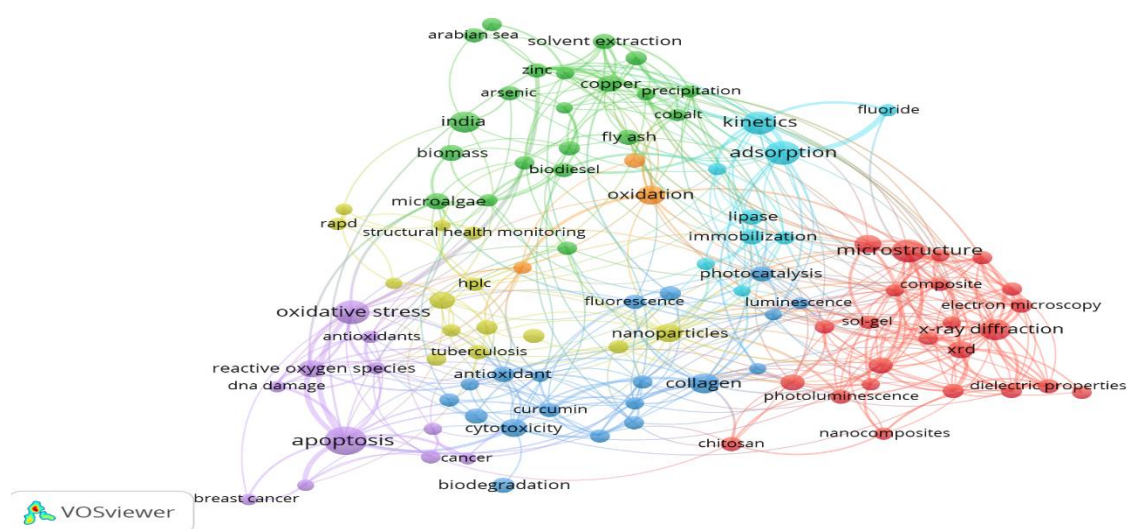 arabian sea
solvent extraction
zinc
copper
arsenic
precipitation
fluoride
cobalt
india
kinetics
fly ash
biomass
adsorption
biodiesel
oxidation
microalgae
lipase
rapd
structural health monitoring
immobilization
microstructure
photocatalysis
hplc
composite
fluorescence
luminescence
electron microscopy
oxidative stress
sol-gel
x-ray diffraction
antioxidants
nanoparticles
tuberculosis
xrd
reactive oxygen species
antioxidant
dna damage
collagen
dielectric properties
photoluminescence
curcumin
cytotoxicity
apoptosis
chitosan
nanocomposites
cancer
biodegradation
breast cancer
VOSviewer